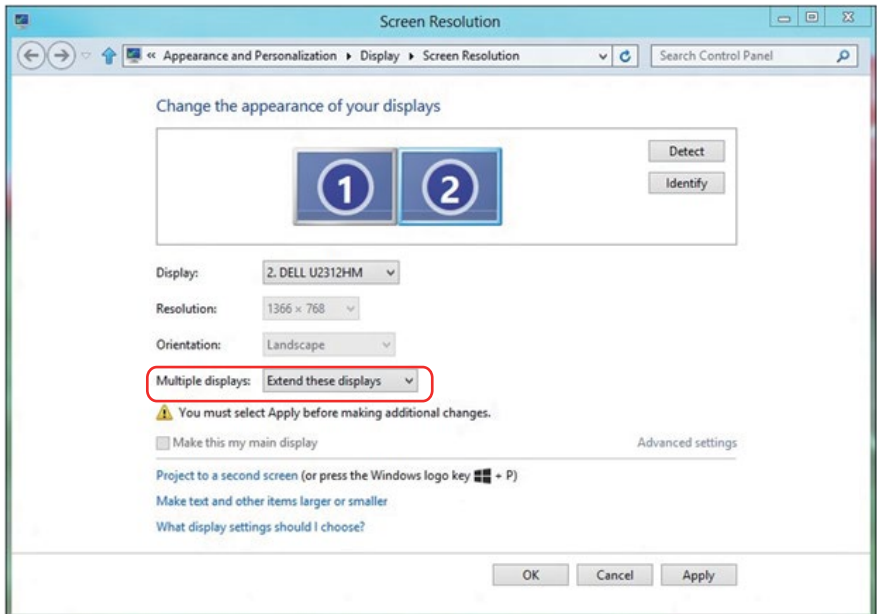 Screen Resolution
« Appearance and Personalization Display Screen Resolution Search Control Panel
Change the appearance of your displays
1 2
Detect
Identify
Display: 2. DELL U2312HM
Resolution: 1366 × 768
Orientation: Landscape
Multiple displays: Extend these displays
You must select Apply before making additional changes.
Make this my main display Advanced settings
Project to a second screen (or press the Windows logo key + P)
Make text and other items larger or smaller
What display settings should I choose?
OK Cancel Apply